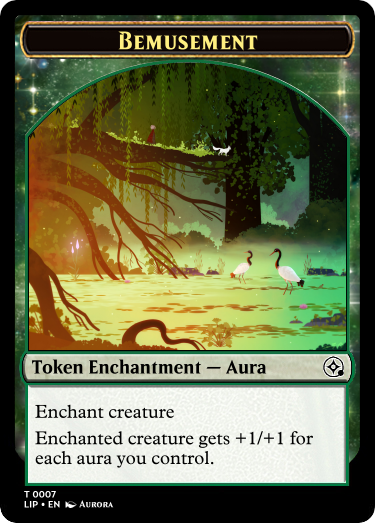 Bemusement
Token Enchantment — Aura
Enchant creature
Enchanted creature gets +1/+1 for
each aura you control.
T 0007
LIP • EN Aurora